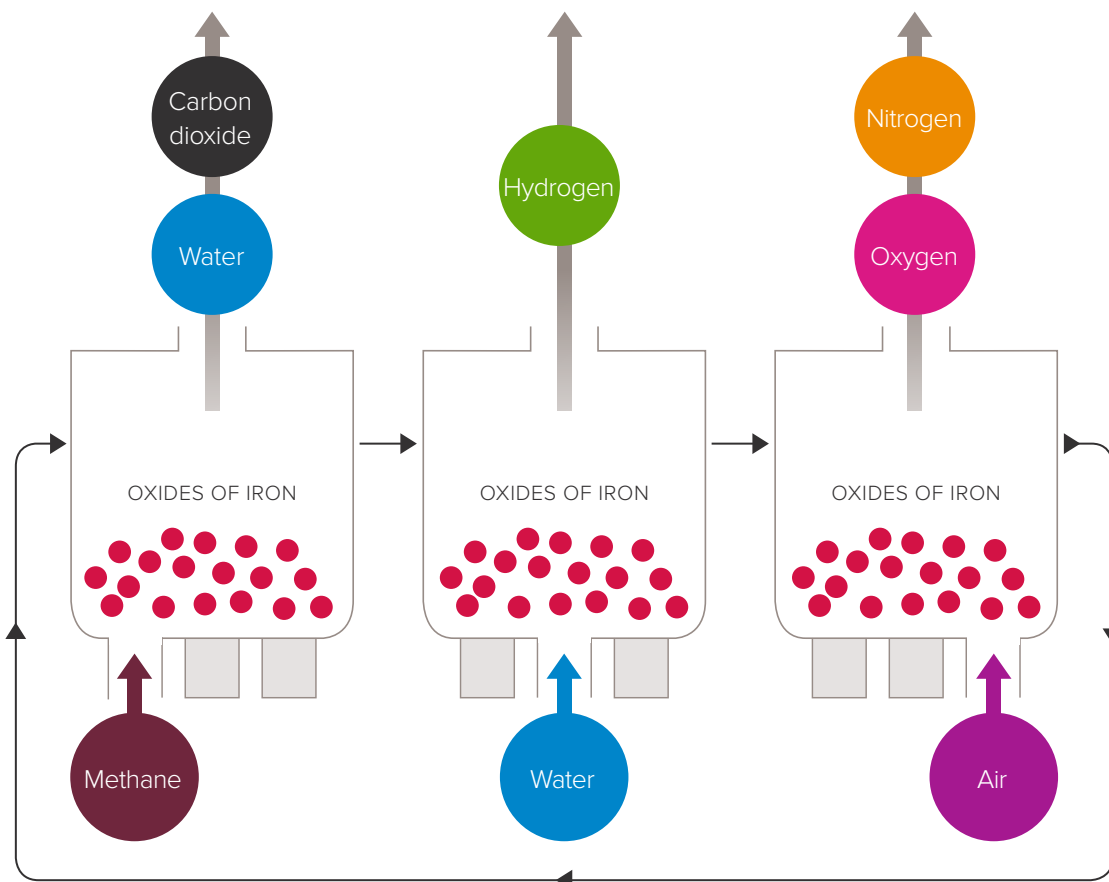 Carbon
dioxide
Water
Hydrogen
Nitrogen
Oxygen
OXIDES OF IRON
OXIDES OF IRON
OXIDES OF IRON
Methane
Water
Air